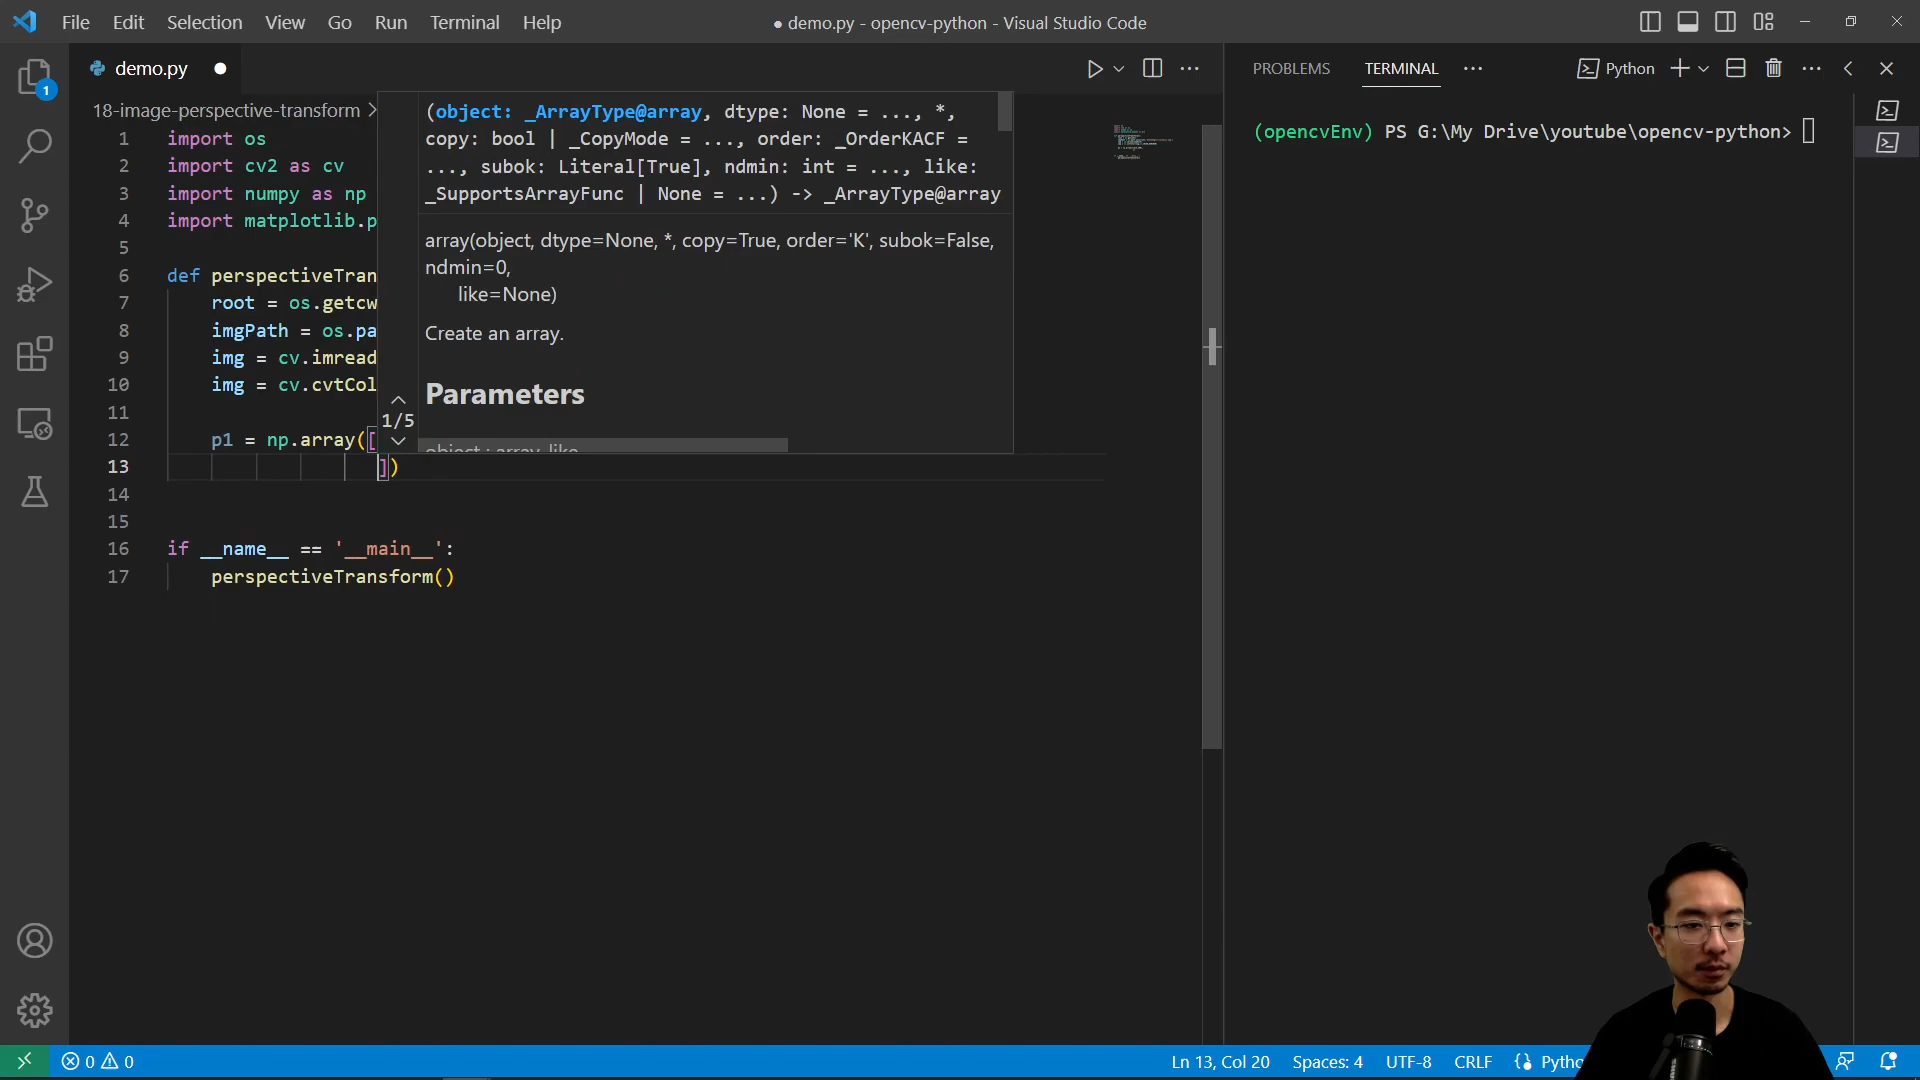 File Edit Selection View Go Run Terminal Help
● demo.py - opencv-python - Visual Studio Code
demo.py
PROBLEMS TERMINAL
Python
18-image-perspective-transform
1 import os
2 import cv2 as cv
3 import numpy as np
4 import matplotlib.p
5
6 def perspectiveTran
7 root = os.getcw
8 imgPath = os.pa
9 img = cv.imread
10 img = cv.cvtCol
11
12 p1 = np.array([
13 ])
14
15
16 if __name__ == '__main__':
17 perspectiveTransform()
(object: _ArrayType@array, dtype: None = ..., *,
copy: bool | _CopyMode = ..., order: _OrderKACF =
..., subok: Literal[True], ndmin: int = ..., like:
_SupportsArrayFunc | None = ...) -> _ArrayType@array
array(object, dtype=None, *, copy=True, order='K', subok=False,
ndmin=0,
like=None)
Create an array.
Parameters
object : array_like
1/5
(opencvEnv) PS G:\My Drive\youtube\opencv-python>
1
0 0
Ln 13, Col 20 Spaces: 4 UTF-8 CRLF Pytho